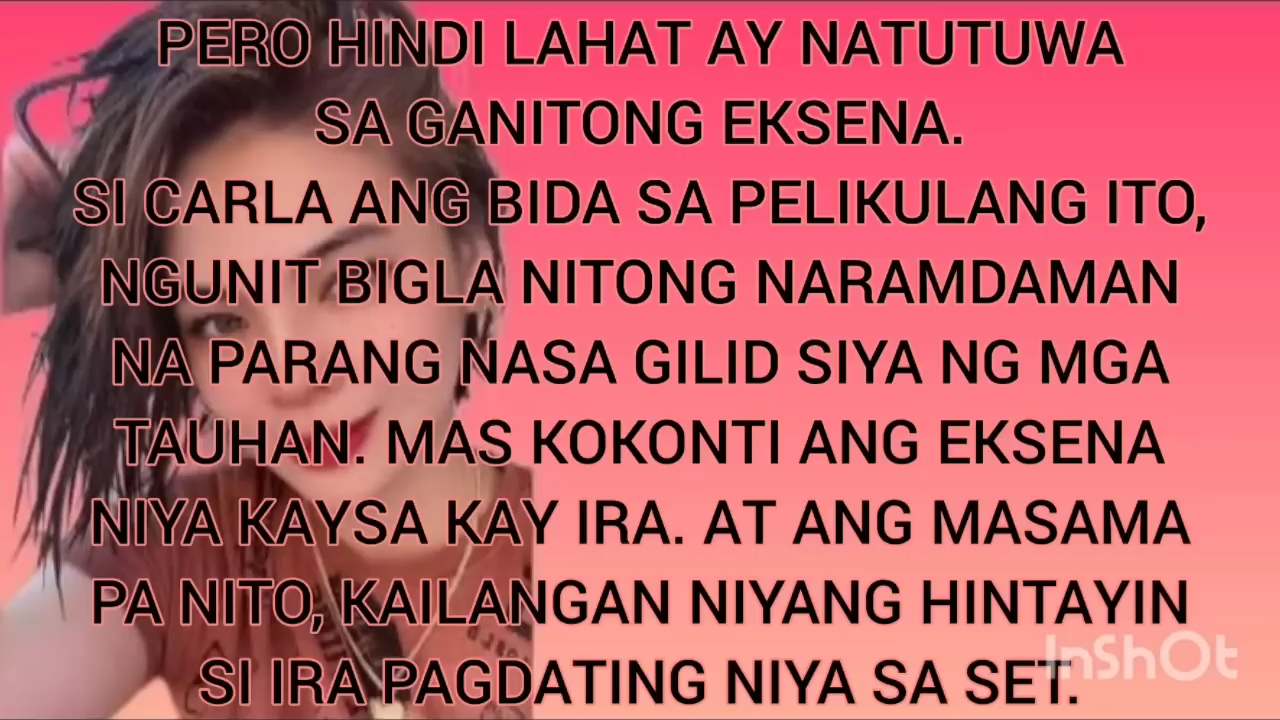 PERO HINDI LAHAT AY NATUTUWA
SA GANITONG EKSENA.
SI CARLA ANG BIDA SA PELIKULANG ITO,
NGUNIT BIGLA NITONG NARAMDAMAN
NA PARANG NASA GILID SIYA NG MGA
TAUHAN. MAS KOKONTI ANG EKSENA
NIYA KAYSA KAY IRA. AT ANG MASAMA
PA NITO, KAILANGAN NIYANG HINTAYIN
SI IRA PAGDATING NIYA SA SET.
InShOt